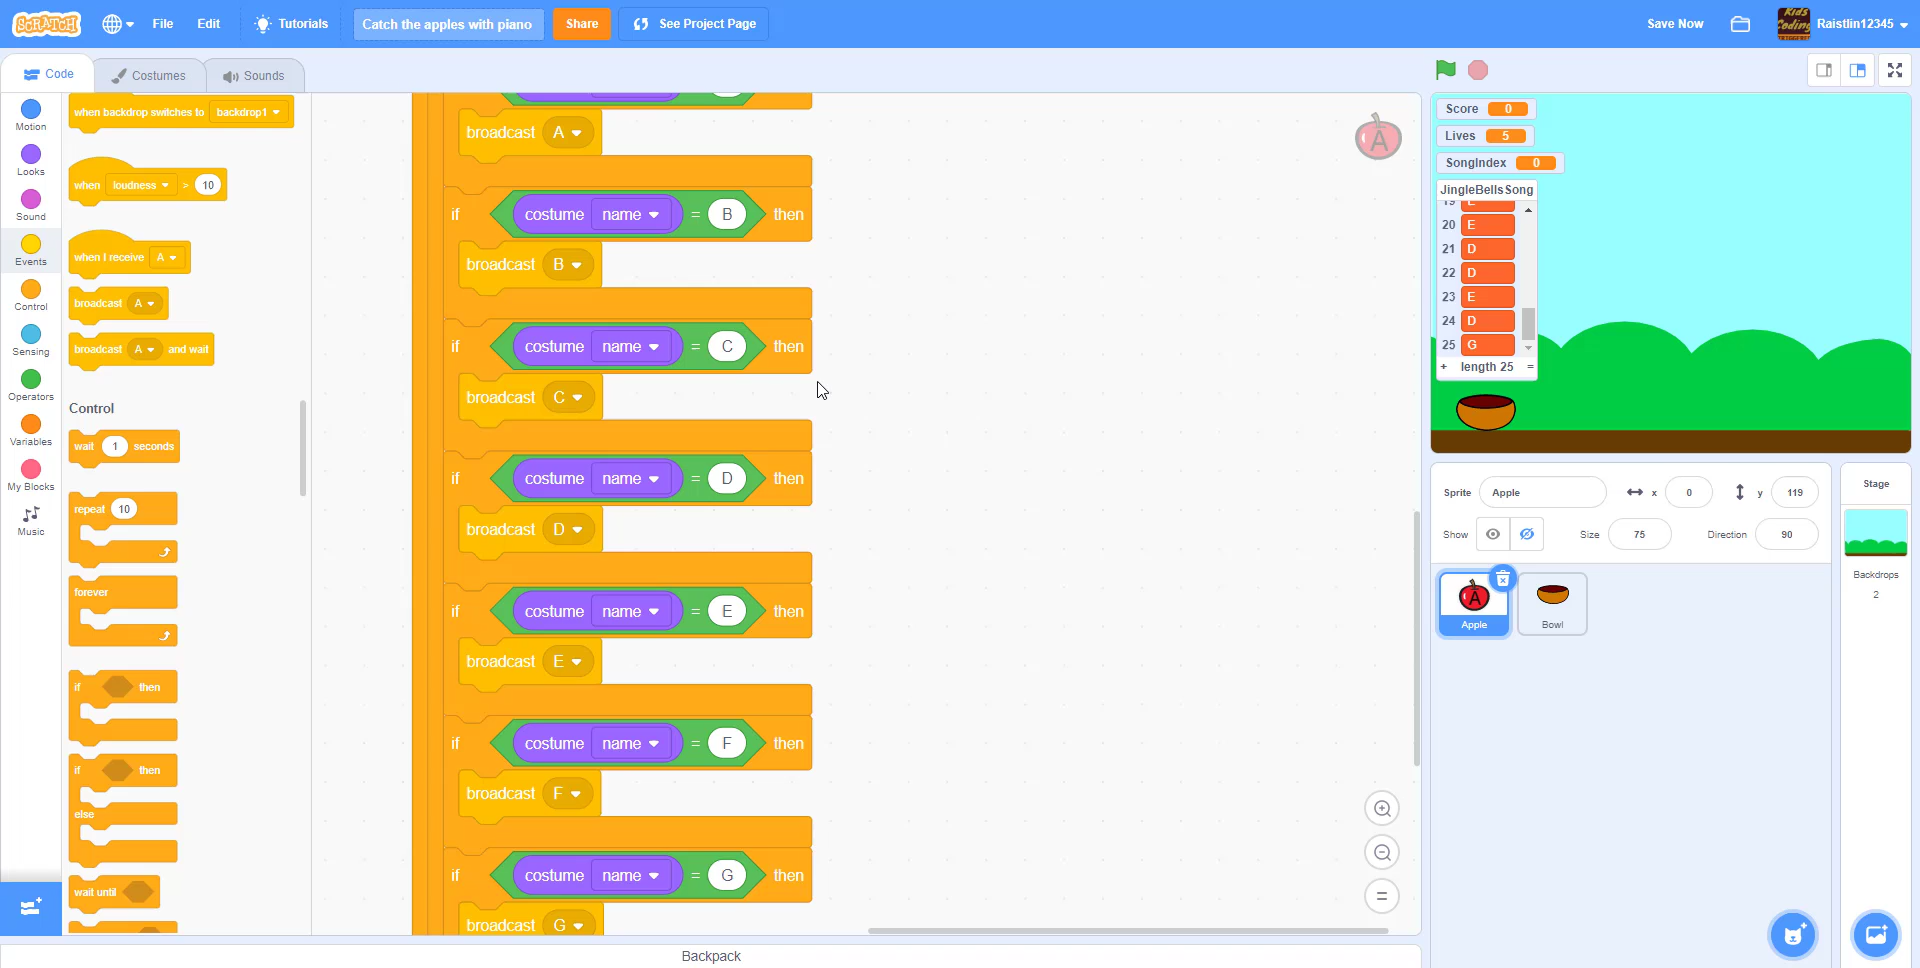 SCRATCH
File
Edit
Tutorials
Catch the apples with piano
Share
See Project Page
Save Now
Raistlin12345
Code
Costumes
Sounds
Motion
Looks
Sound
Events
Control
Sensing
Operators
Variables
My Blocks
Music
when backdrop switches to backdrop1
when loudness > 10
when I receive A
broadcast A
broadcast A and wait
Control
wait 1 seconds
repeat 10
forever
if then
if then
else
wait until
broadcast A
if costume name = B then
broadcast B
if costume name = C then
broadcast C
if costume name = D then
broadcast D
if costume name = E then
broadcast E
if costume name = F then
broadcast F
if costume name = G then
broadcast G
A
Backpack
Score 0
Lives 5
SongIndex 0
JingleBellsSong
19 E
20 E
21 D
22 D
23 E
24 D
25 G
+ length 25 =
Sprite Apple x 0 y 119
Show Size 75 Direction 90
A
Apple
Bowl
Stage
Backdrops
2